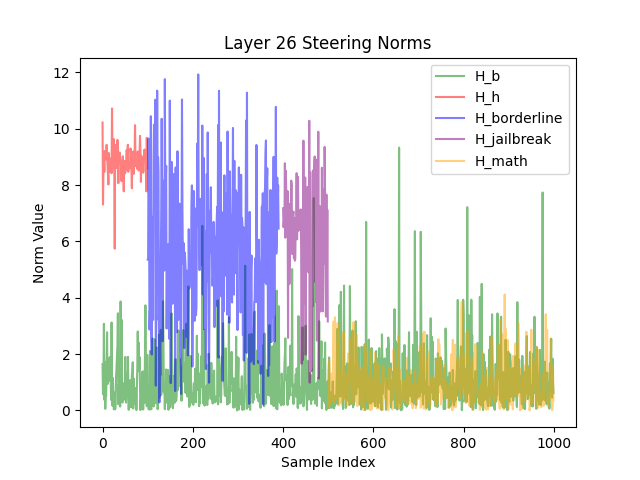 Layer 26 Steering Norms
Norm Value
12
10
8
6
4
2
0
H_b
H_h
H_borderline
H_jailbreak
H_math
0
200
400
600
800
1000
Sample Index